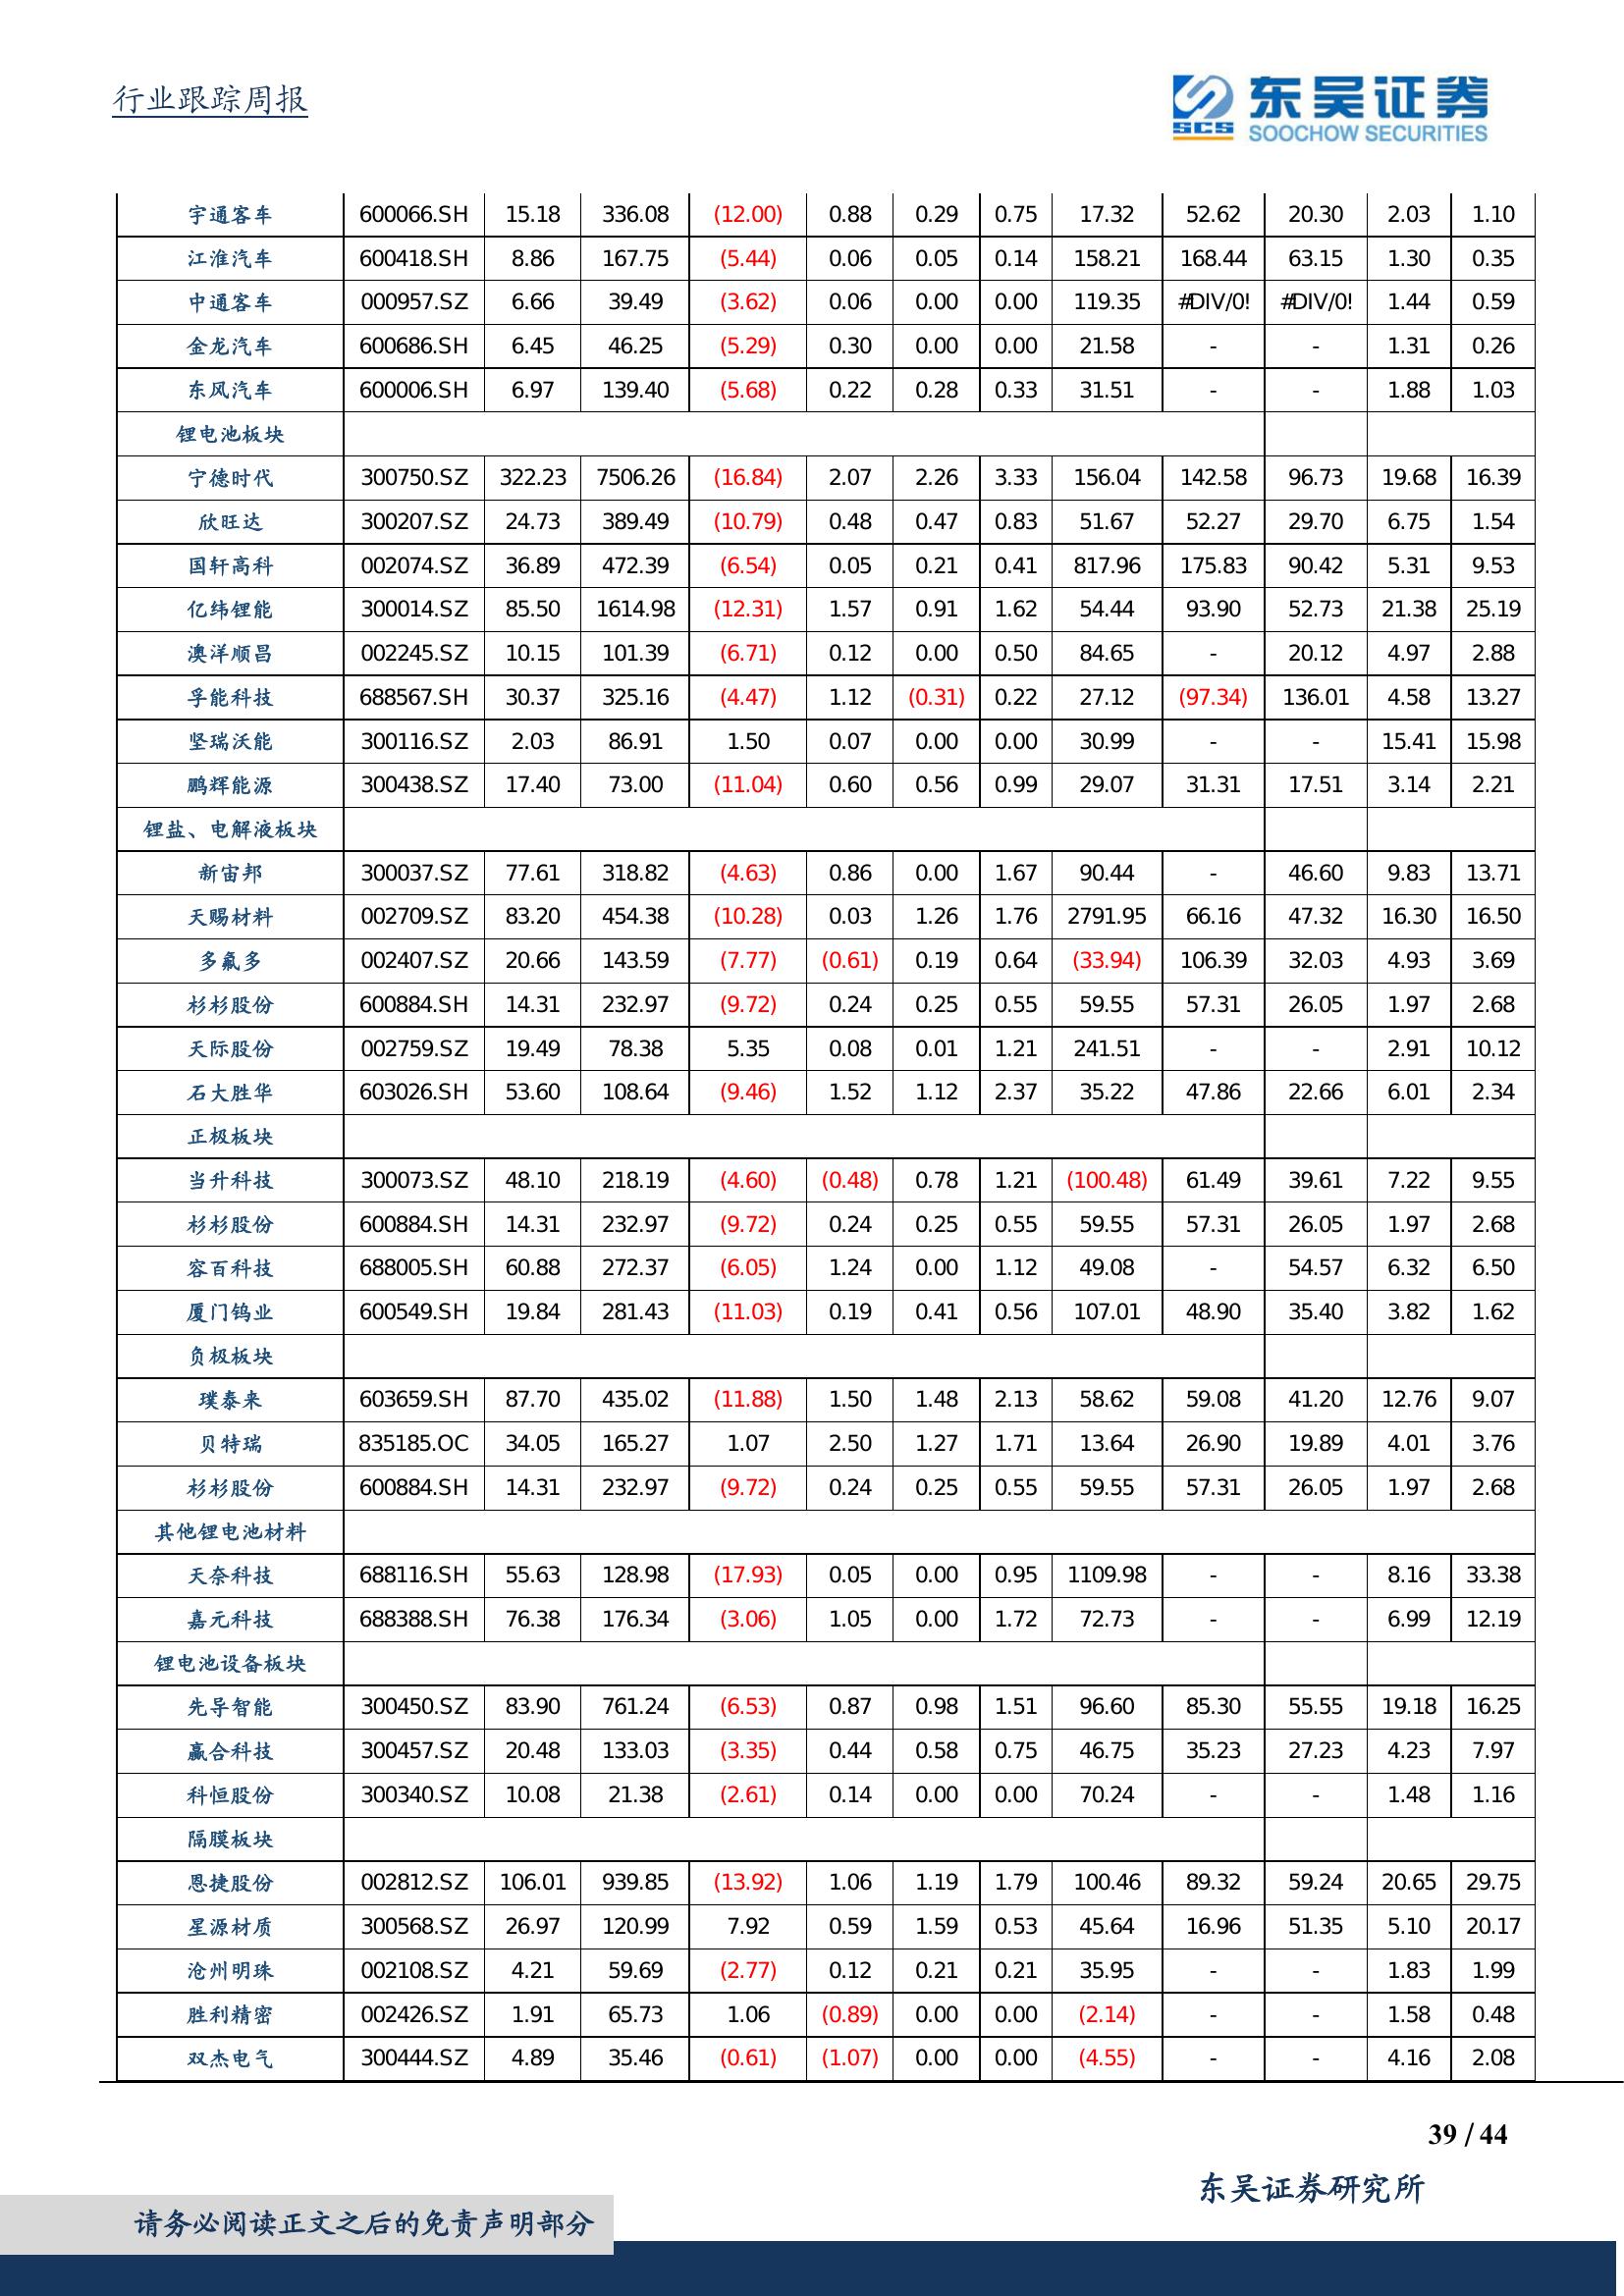 行业跟踪周报
SCS 东吴证券
SOOCHOW SECURITIES
宇通客车 600066.SH 15.18 336.08 (12.00) 0.88 0.29 0.75 17.32 52.62 20.30 2.03 1.10
江淮汽车 600418.SH 8.86 167.75 (5.44) 0.06 0.05 0.14 158.21 168.44 63.15 1.30 0.35
中通客车 000957.SZ 6.66 39.49 (3.62) 0.06 0.00 0.00 119.35 #DIV/0! #DIV/0! 1.44 0.59
金龙汽车 600686.SH 6.45 46.25 (5.29) 0.30 0.00 0.00 21.58 - - 1.31 0.26
东风汽车 600006.SH 6.97 139.40 (5.68) 0.22 0.28 0.33 31.51 - - 1.88 1.03
锂电池板块
宁德时代 300750.SZ 322.23 7506.26 (16.84) 2.07 2.26 3.33 156.04 142.58 96.73 19.68 16.39
欣旺达 300207.SZ 24.73 389.49 (10.79) 0.48 0.47 0.83 51.67 52.27 29.70 6.75 1.54
国轩高科 002074.SZ 36.89 472.39 (6.54) 0.05 0.21 0.41 817.96 175.83 90.42 5.31 9.53
亿纬锂能 300014.SZ 85.50 1614.98 (12.31) 1.57 0.91 1.62 54.44 93.90 52.73 21.38 25.19
澳洋顺昌 002245.SZ 10.15 101.39 (6.71) 0.12 0.00 0.50 84.65 - 20.12 4.97 2.88
孚能科技 688567.SH 30.37 325.16 (4.47) 1.12 (0.31) 0.22 27.12 (97.34) 136.01 4.58 13.27
坚瑞沃能 300116.SZ 2.03 86.91 1.50 0.07 0.00 0.00 30.99 - - 15.41 15.98
鹏辉能源 300438.SZ 17.40 73.00 (11.04) 0.60 0.56 0.99 29.07 31.31 17.51 3.14 2.21
锂盐、电解液板块
新宙邦 300037.SZ 77.61 318.82 (4.63) 0.86 0.00 1.67 90.44 - 46.60 9.83 13.71
天赐材料 002709.SZ 83.20 454.38 (10.28) 0.03 1.26 1.76 2791.95 66.16 47.32 16.30 16.50
多氟多 002407.SZ 20.66 143.59 (7.77) (0.61) 0.19 0.64 (33.94) 106.39 32.03 4.93 3.69
杉杉股份 600884.SH 14.31 232.97 (9.72) 0.24 0.25 0.55 59.55 57.31 26.05 1.97 2.68
天际股份 002759.SZ 19.49 78.38 5.35 0.08 0.01 1.21 241.51 - - 2.91 10.12
石大胜华 603026.SH 53.60 108.64 (9.46) 1.52 1.12 2.37 35.22 47.86 22.66 6.01 2.34
正极板块
当升科技 300073.SZ 48.10 218.19 (4.60) (0.48) 0.78 1.21 (100.48) 61.49 39.61 7.22 9.55
杉杉股份 600884.SH 14.31 232.97 (9.72) 0.24 0.25 0.55 59.55 57.31 26.05 1.97 2.68
容百科技 688005.SH 60.88 272.37 (6.05) 1.24 0.00 1.12 49.08 - 54.57 6.32 6.50
厦门钨业 600549.SH 19.84 281.43 (11.03) 0.19 0.41 0.56 107.01 48.90 35.40 3.82 1.62
负极板块
璞泰来 603659.SH 87.70 435.02 (11.88) 1.50 1.48 2.13 58.62 59.08 41.20 12.76 9.07
贝特瑞 835185.OC 34.05 165.27 1.07 2.50 1.27 1.71 13.64 26.90 19.89 4.01 3.76
杉杉股份 600884.SH 14.31 232.97 (9.72) 0.24 0.25 0.55 59.55 57.31 26.05 1.97 2.68
其他锂电池材料
天奈科技 688116.SH 55.63 128.98 (17.93) 0.05 0.00 0.95 1109.98 - - 8.16 33.38
嘉元科技 688388.SH 76.38 176.34 (3.06) 1.05 0.00 1.72 72.73 - - 6.99 12.19
锂电池设备板块
先导智能 300450.SZ 83.90 761.24 (6.53) 0.87 0.98 1.51 96.60 85.30 55.55 19.18 16.25
赢合科技 300457.SZ 20.48 133.03 (3.35) 0.44 0.58 0.75 46.75 35.23 27.23 4.23 7.97
科恒股份 300340.SZ 10.08 21.38 (2.61) 0.14 0.00 0.00 70.24 - - 1.48 1.16
隔膜板块
恩捷股份 002812.SZ 106.01 939.85 (13.92) 1.06 1.19 1.79 100.46 89.32 59.24 20.65 29.75
星源材质 300568.SZ 26.97 120.99 7.92 0.59 1.59 0.53 45.64 16.96 51.35 5.10 20.17
沧州明珠 002108.SZ 4.21 59.69 (2.77) 0.12 0.21 0.21 35.95 - - 1.83 1.99
胜利精密 002426.SZ 1.91 65.73 1.06 (0.89) 0.00 0.00 (2.14) - - 1.58 0.48
双杰电气 300444.SZ 4.89 35.46 (0.61) (1.07) 0.00 0.00 (4.55) - - 4.16 2.08
39 / 44
东吴证券研究所
请务必阅读正文之后的免责声明部分